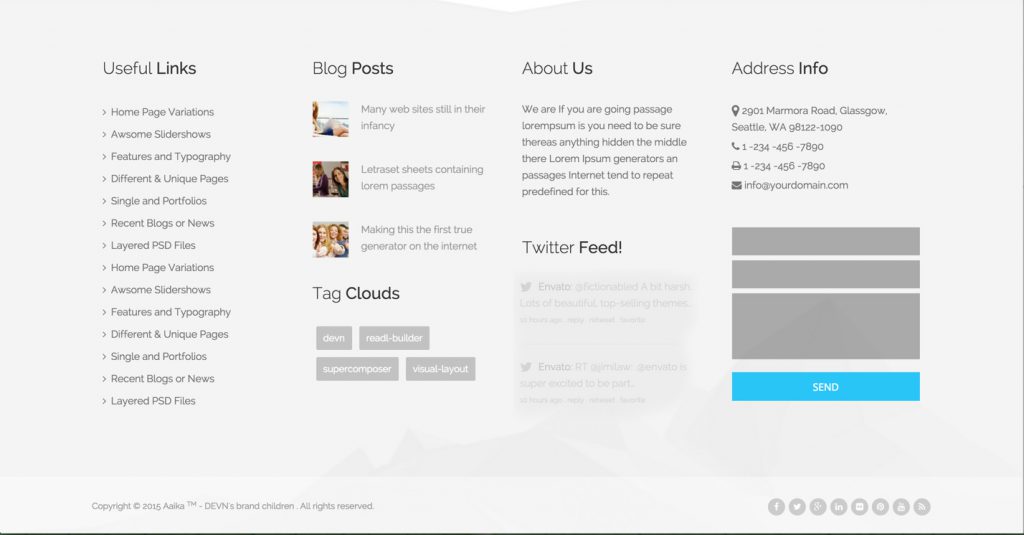 Useful Links
Home Page Variations
Awsome Slidershows
Features and Typography
Different & Unique Pages
Single and Portfolios
Recent Blogs or News
Layered PSD Files
Home Page Variations
Awsome Slidershows
Features and Typography
Different & Unique Pages
Single and Portfolios
Recent Blogs or News
Layered PSD Files
Blog Posts
Many web sites still in their
infancy
Letraset sheets containing
lorem passages
Making this the first true
generator on the internet
Tag Clouds
devn readl-builder
supercomposer visual-layout
About Us
We are If you are going passage
lorempsum is you need to be sure
thereas anything hidden the middle
there Lorem Ipsum generators an
passages Internet tend to repeat
predefined for this.
Twitter Feed!
Envato: @fictionabled A bit harsh.
Lots of beautiful, top-selling themes...
10 hours ago . reply . retweet . favorite
Envato: RT @jmilaw: .@envato is
super excited to be part...
10 hours ago . reply . retweet . favorite
Address Info
2901 Marmora Road, Glassgow,
Seattle, WA 98122-1090
1 -234 -456 -7890
1 -234 -456 -7890
info@yourdomain.com
SEND
Copyright © 2015 Aaika TM - DEVN's brand children . All rights reserved.